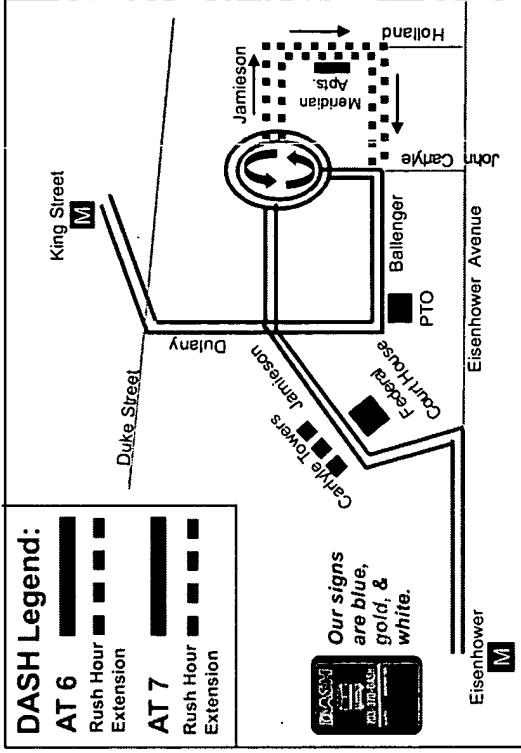 DASH Legend:
AT 6
Rush Hour
Extension
AT 7
Rush Hour
Extension
King Street
M
Duke Street
Dulany
Jamieson
Holland
Meridian
Apts.
John Carlyle
Ballenger
PTO
Jamieson
Carlyle Towers
Federal
Court House
Eisenhower Avenue
Our signs
are blue,
gold, &
white.
DASH
Eisenhower
M